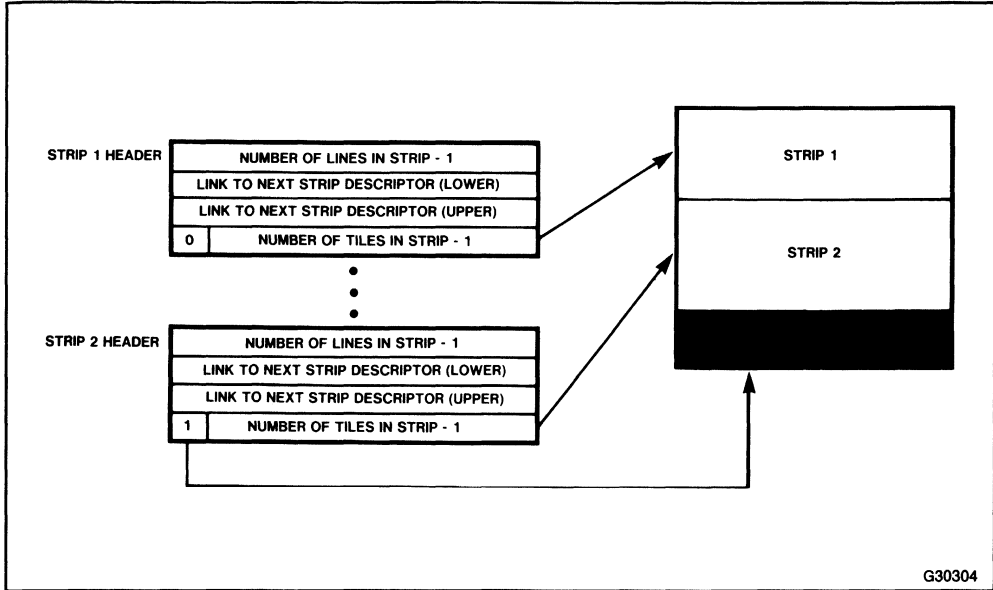 STRIP 1 HEADER
NUMBER OF LINES IN STRIP - 1
LINK TO NEXT STRIP DESCRIPTOR (LOWER)
LINK TO NEXT STRIP DESCRIPTOR (UPPER)
0 NUMBER OF TILES IN STRIP - 1
STRIP 2 HEADER
NUMBER OF LINES IN STRIP - 1
LINK TO NEXT STRIP DESCRIPTOR (LOWER)
LINK TO NEXT STRIP DESCRIPTOR (UPPER)
1 NUMBER OF TILES IN STRIP - 1
STRIP 1
STRIP 2
G30304